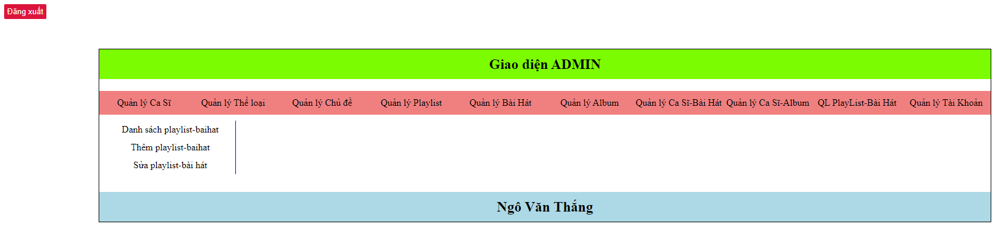 Đăng xuất
Giao diện ADMIN
Quản lý Ca Sĩ Quản lý Thể loại Quản lý Chủ đề Quản lý Playlist Quản lý Bài Hát Quản lý Album Quản lý Ca Sĩ-Bài Hát Quản lý Ca Sĩ-Album QL PlayList-Bài Hát Quản lý Tài Khoản
Danh sách playlist-baihat
Thêm playlist-baihat
Sửa playlist-bài hát
Ngô Văn Thắng